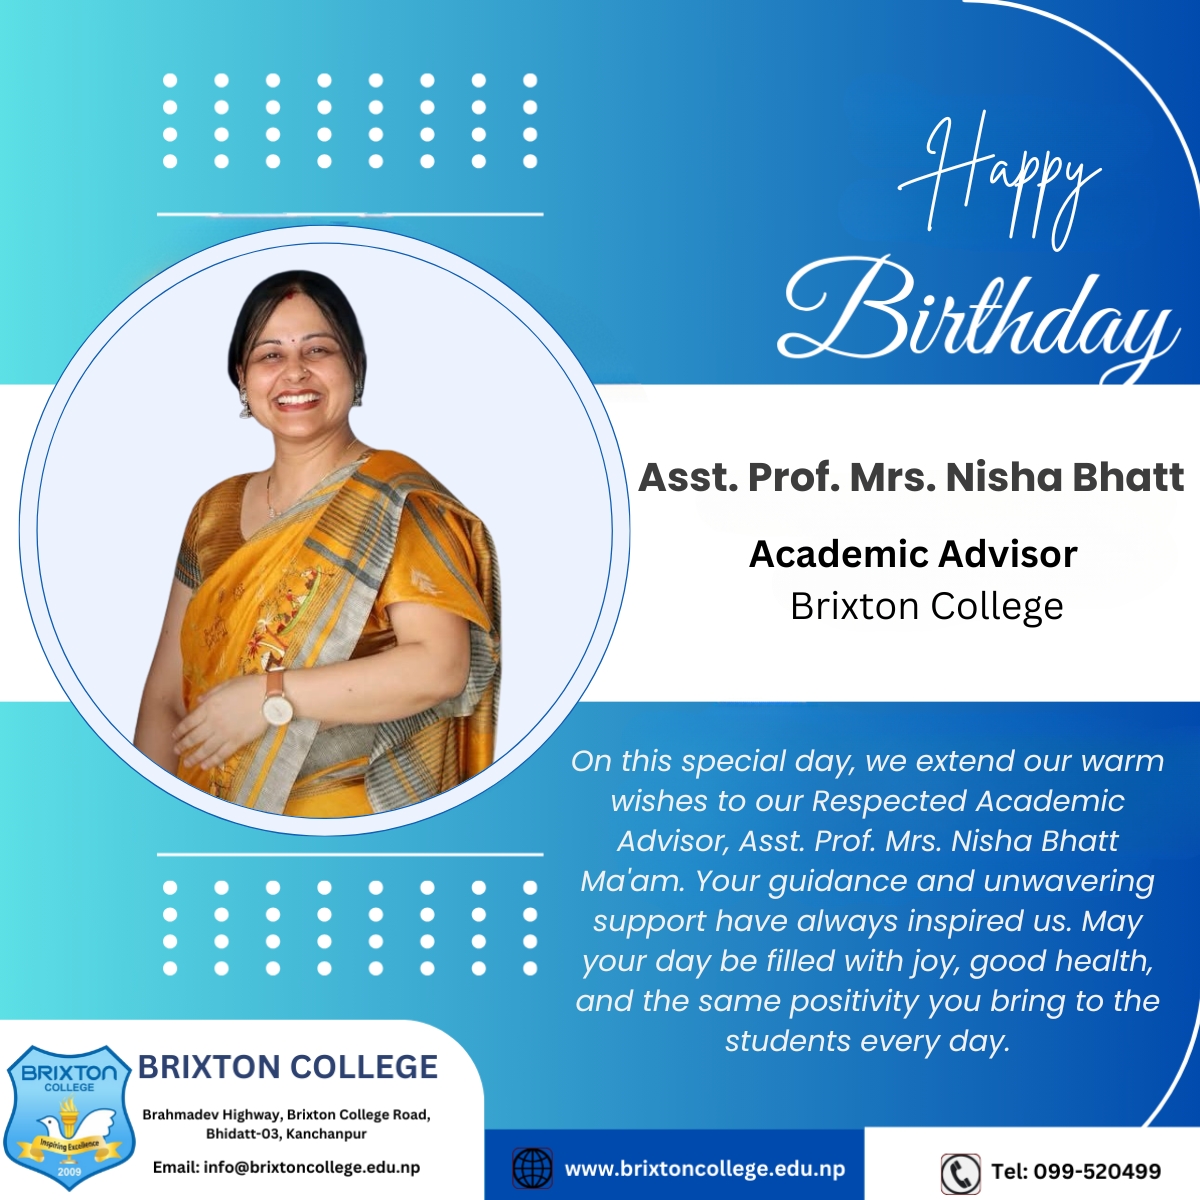 Happy
Birthday
Asst. Prof. Mrs. Nisha Bhatt
Academic Advisor
Brixton College
On this special day, we extend our warm
wishes to our Respected Academic
Advisor, Asst. Prof. Mrs. Nisha Bhatt
Ma'am. Your guidance and unwavering
support have always inspired us. May
your day be filled with joy, good health,
and the same positivity you bring to the
students every day.
BRIXTON
COLLEGE
Inspiring Excellence
2009
BRIXTON COLLEGE
Brahmadev Highway, Brixton College Road,
Bhidatt-03, Kanchanpur
Email: info@brixtoncollege.edu.np
www.brixtoncollege.edu.np
Tel: 099-520499